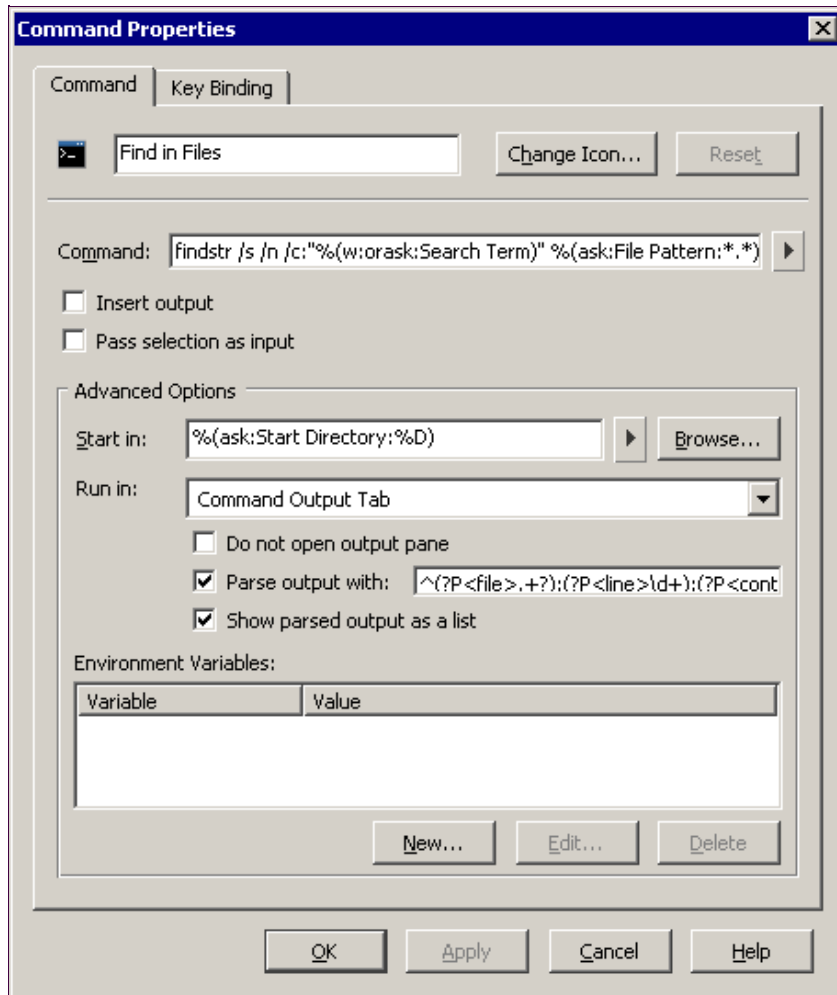 Command Properties
Command
Key Binding
Find in Files
Change Icon...
Reset
Command:
findstr /s /n /c:"%(w:orask:Search Term)" %(ask:File Pattern:*.*)
Insert output
Pass selection as input
Advanced Options
Start in:
%(ask:Start Directory:%D)
Browse...
Run in:
Command Output Tab
Do not open output pane
Parse output with:
^(?P<file>.+?):(?P<line>\d+):(?P<cont
Show parsed output as a list
Environment Variables:
Variable
Value
New...
Edit...
Delete
OK
Apply
Cancel
Help